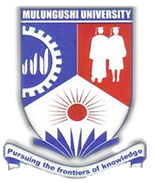 MULUNGUSHI UNIVERSITY
Pursuing the frontiers of knowledge